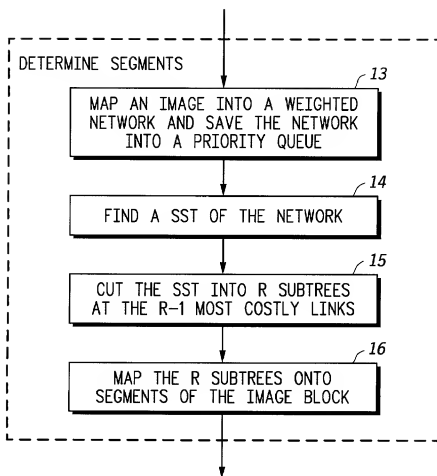 DETERMINE SEGMENTS
13
MAP AN IMAGE INTO A WEIGHTED
NETWORK AND SAVE THE NETWORK
INTO A PRIORITY QUEUE
14
FIND A SST OF THE NETWORK
15
CUT THE SST INTO R SUBTREES
AT THE R-1 MOST COSTLY LINKS
16
MAP THE R SUBTREES ONTO
SEGMENTS OF THE IMAGE BLOCK